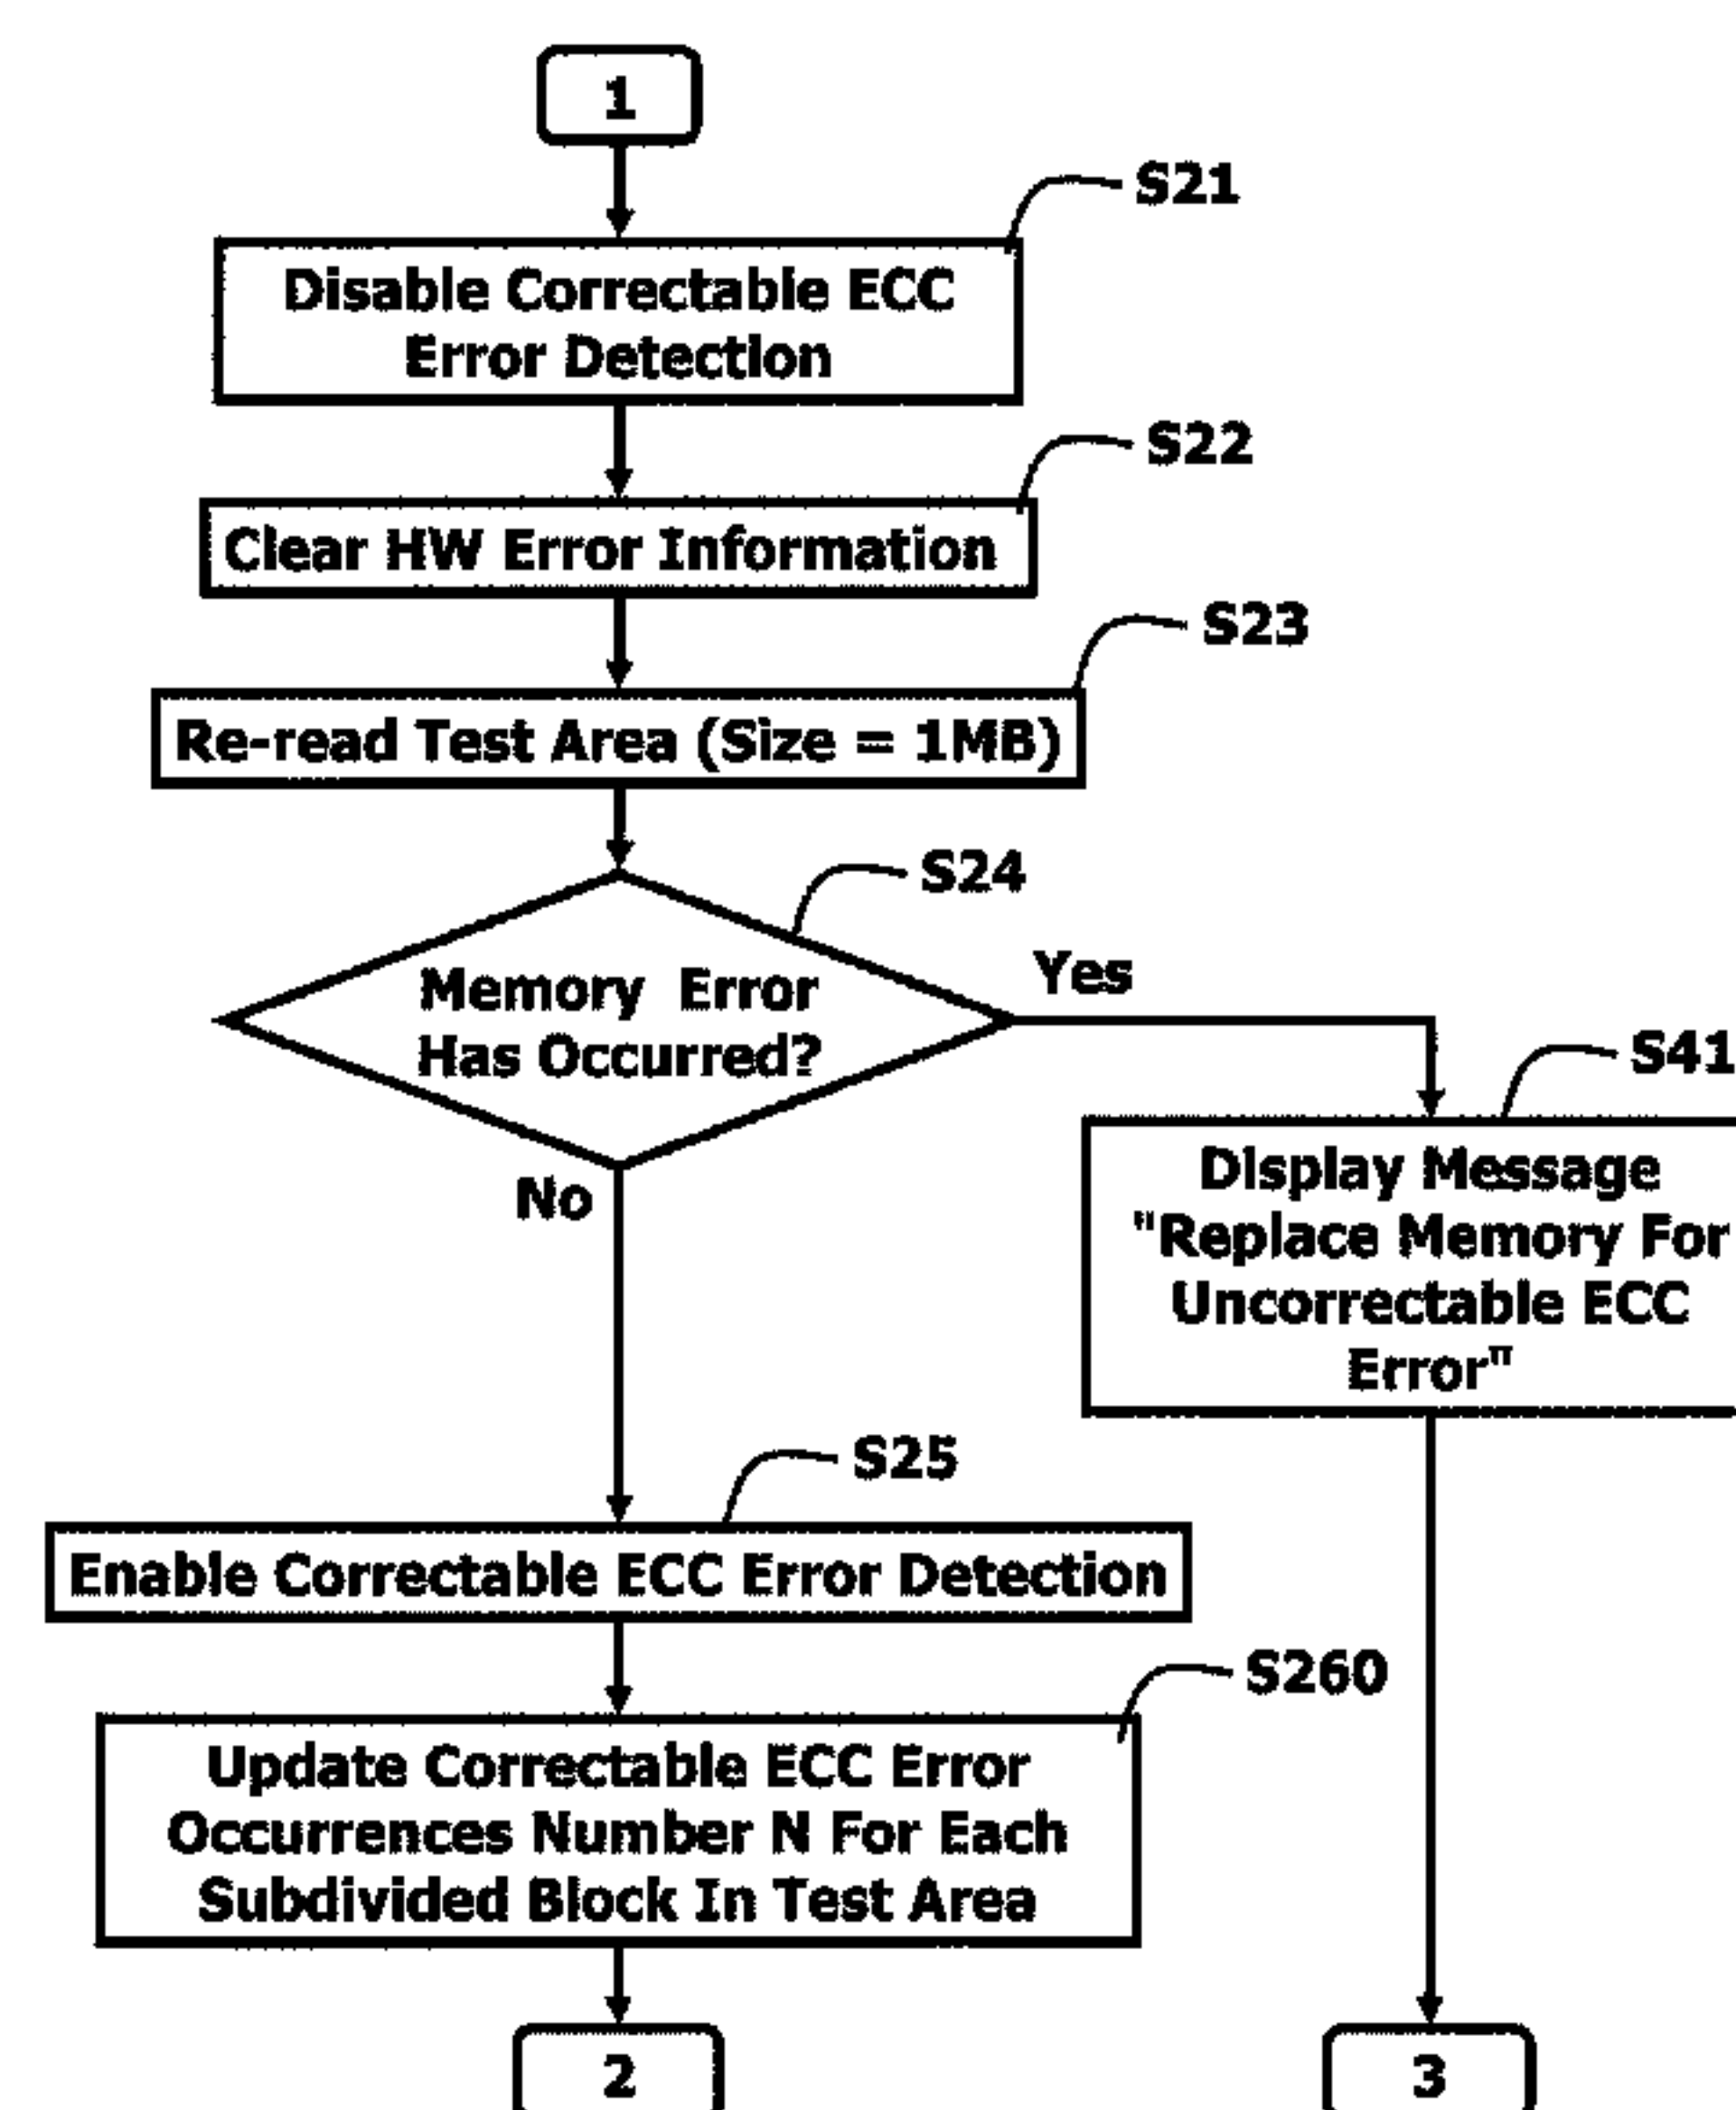 1
S21
Disable Correctable ECC
Error Detection
S22
Clear HW Error Information
S23
Re-read Test Area (Size = 1MB)
S24
Memory Error
Has Occurred?
Yes
No
S41
Display Message
"Replace Memory For
Uncorrectable ECC
Error"
S25
Enable Correctable ECC Error Detection
S260
Update Correctable ECC Error
Occurrences Number N For Each
Subdivided Block In Test Area
2
3